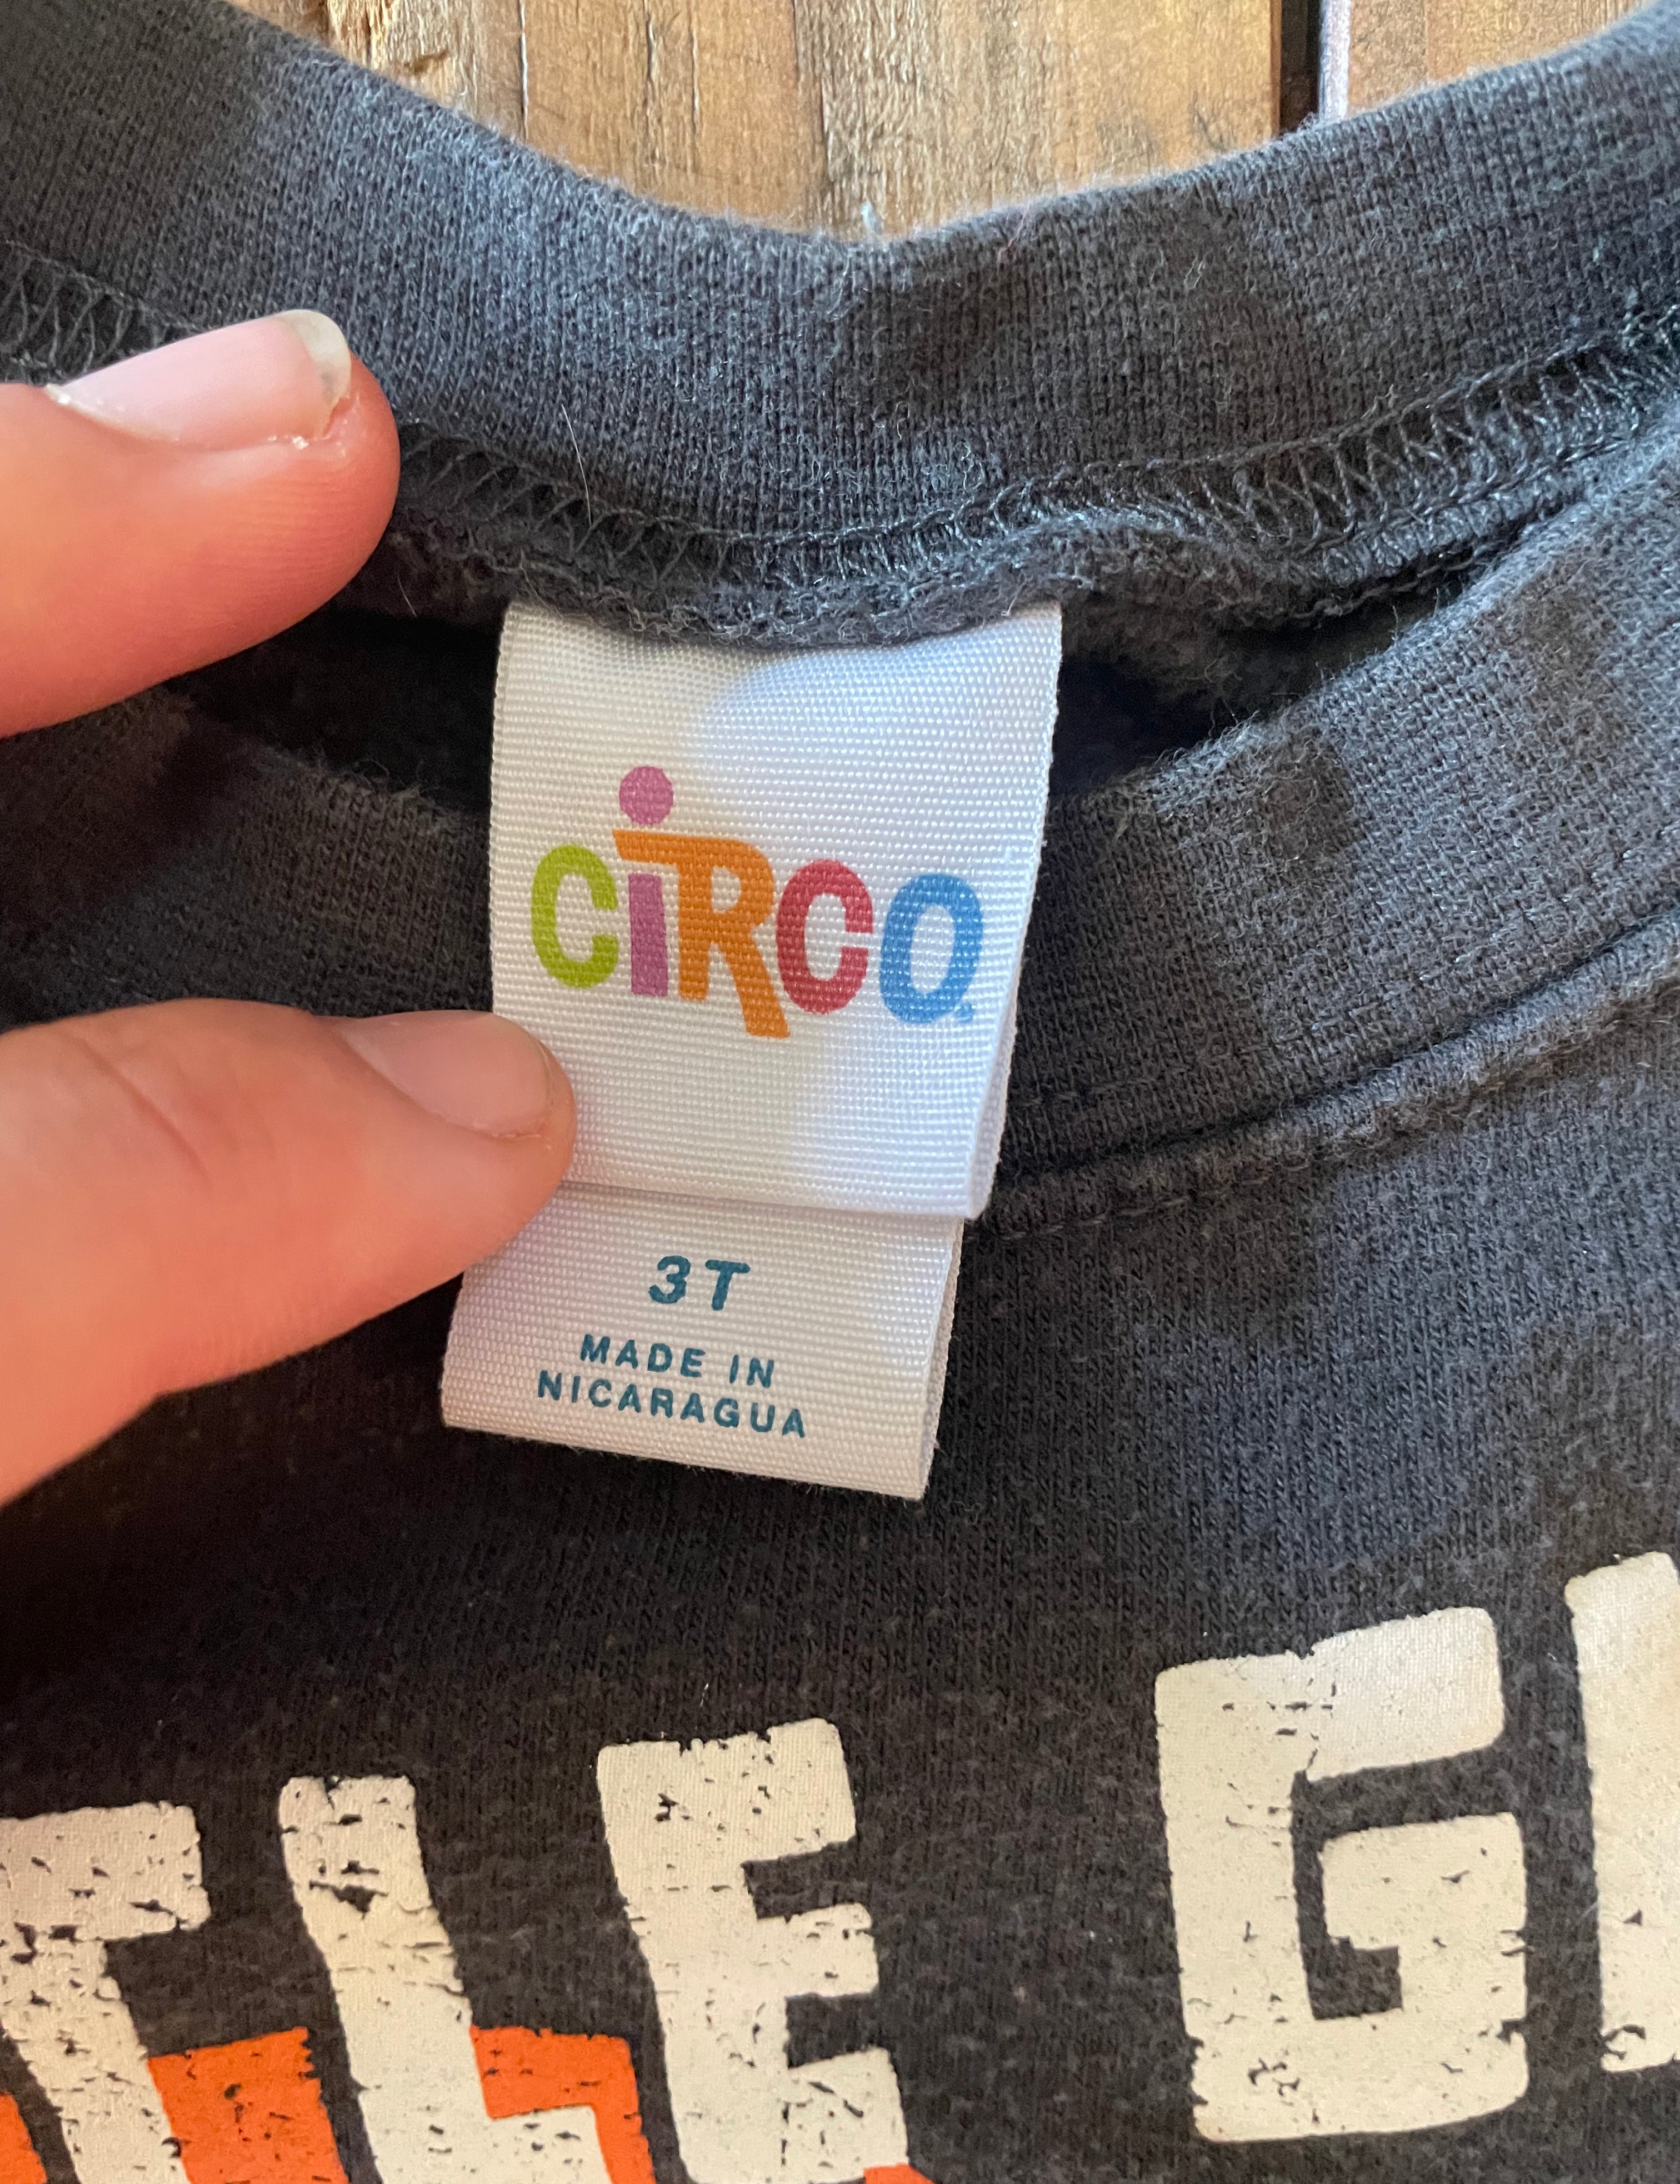 CiRCO
3T
MADE IN
NICARAGUA